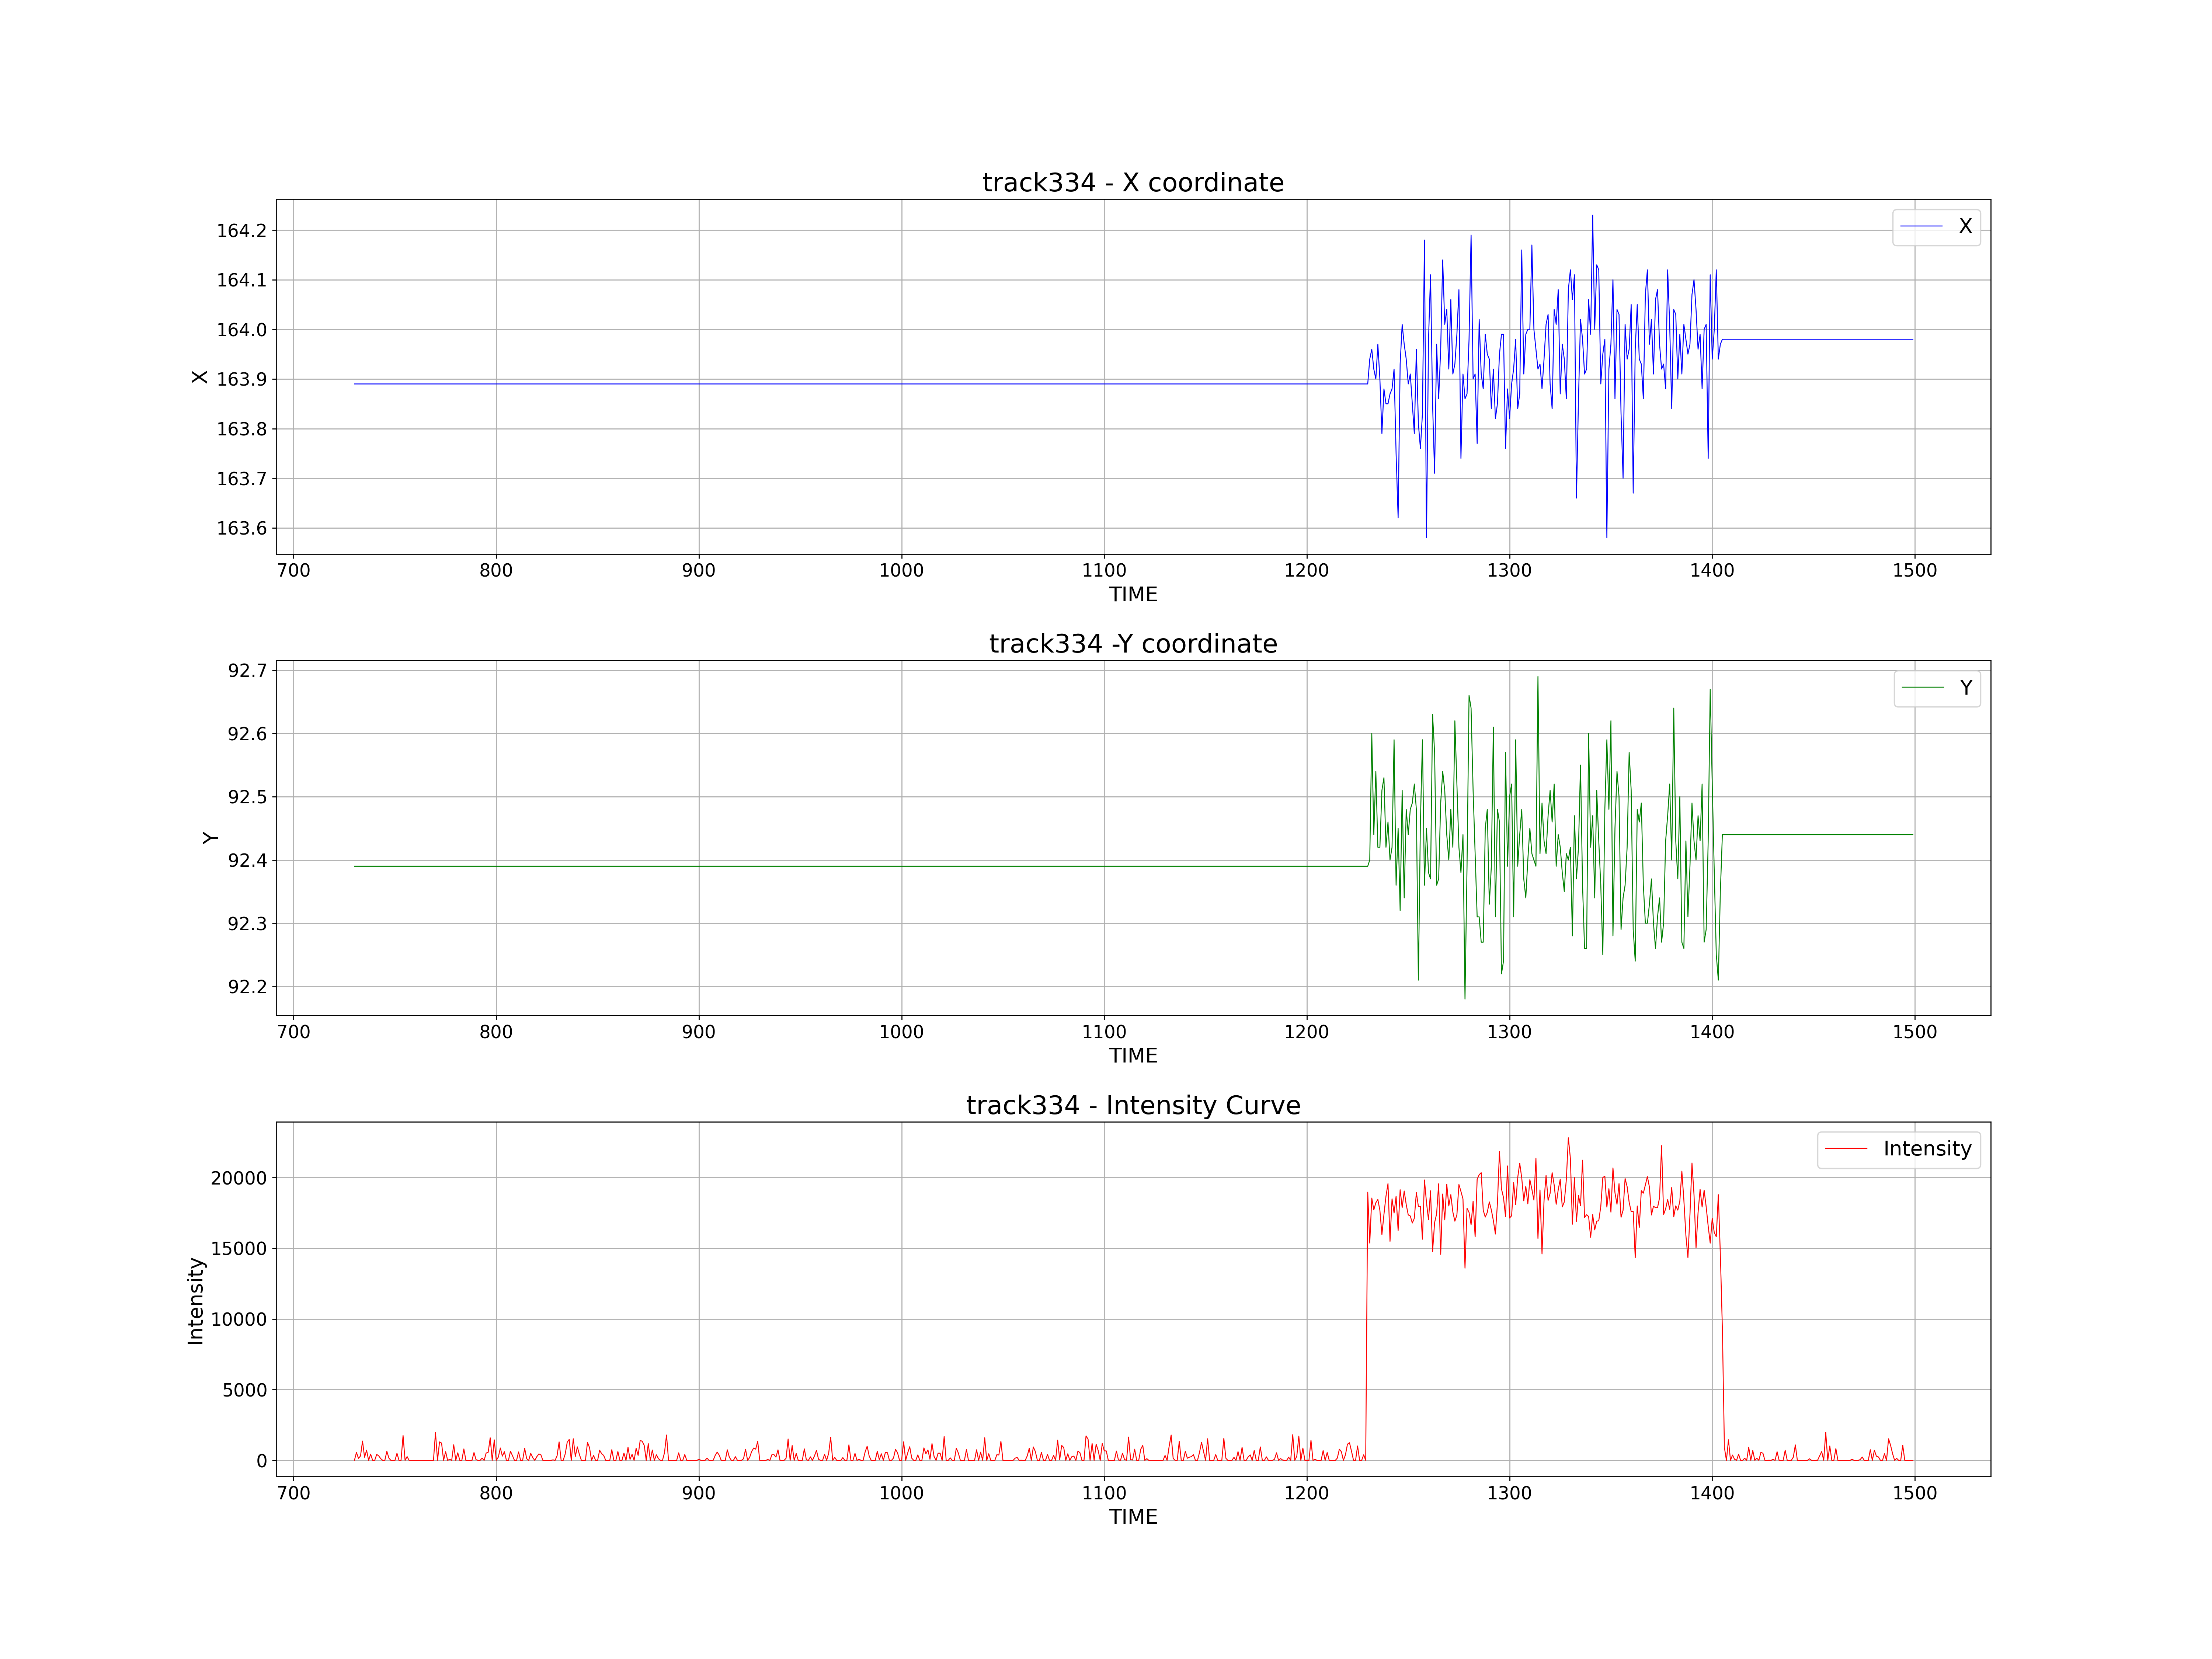 track334 - X coordinate
164.2
164.1
164.0
163.9
163.8
163.7
163.6
X
X
700 800 900 1000 1100 1200 1300 1400 1500
TIME
track334 -Y coordinate
92.7
92.6
92.5
92.4
92.3
92.2
Y
Y
700 800 900 1000 1100 1200 1300 1400 1500
TIME
track334 - Intensity Curve
20000
15000
10000
5000
0
Intensity
Intensity
700 800 900 1000 1100 1200 1300 1400 1500
TIME